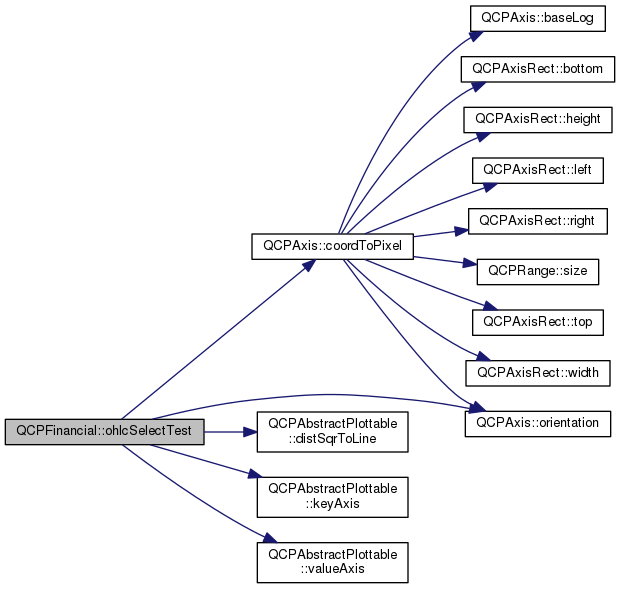 QCPAxis::baseLog
QCPAxisRect::bottom
QCPAxisRect::height
QCPAxisRect::left
QCPAxisRect::right
QCPAxis::coordToPixel
QCPRange::size
QCPAxisRect::top
QCPAxisRect::width
QCPAxis::orientation
QCPFinancial::ohlcSelectTest
QCPAbstractPlottable
::distSqrToLine
QCPAbstractPlottable
::keyAxis
QCPAbstractPlottable
::valueAxis